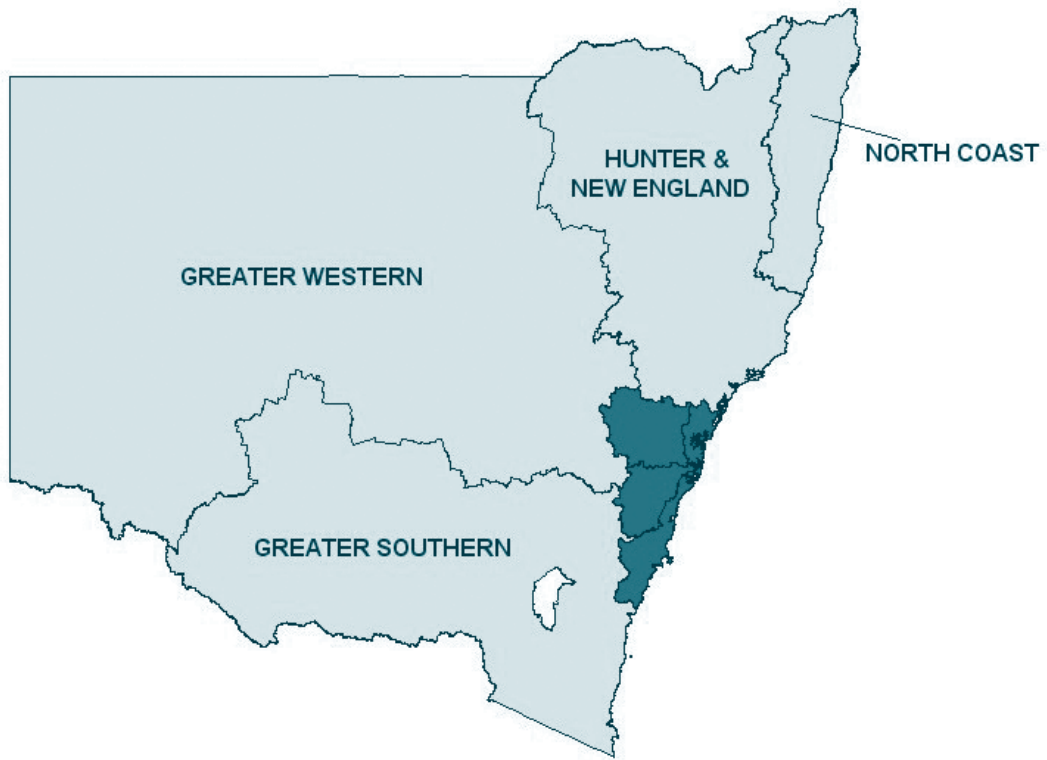 HUNTER &
NEW ENGLAND
NORTH COAST
GREATER WESTERN
GREATER SOUTHERN